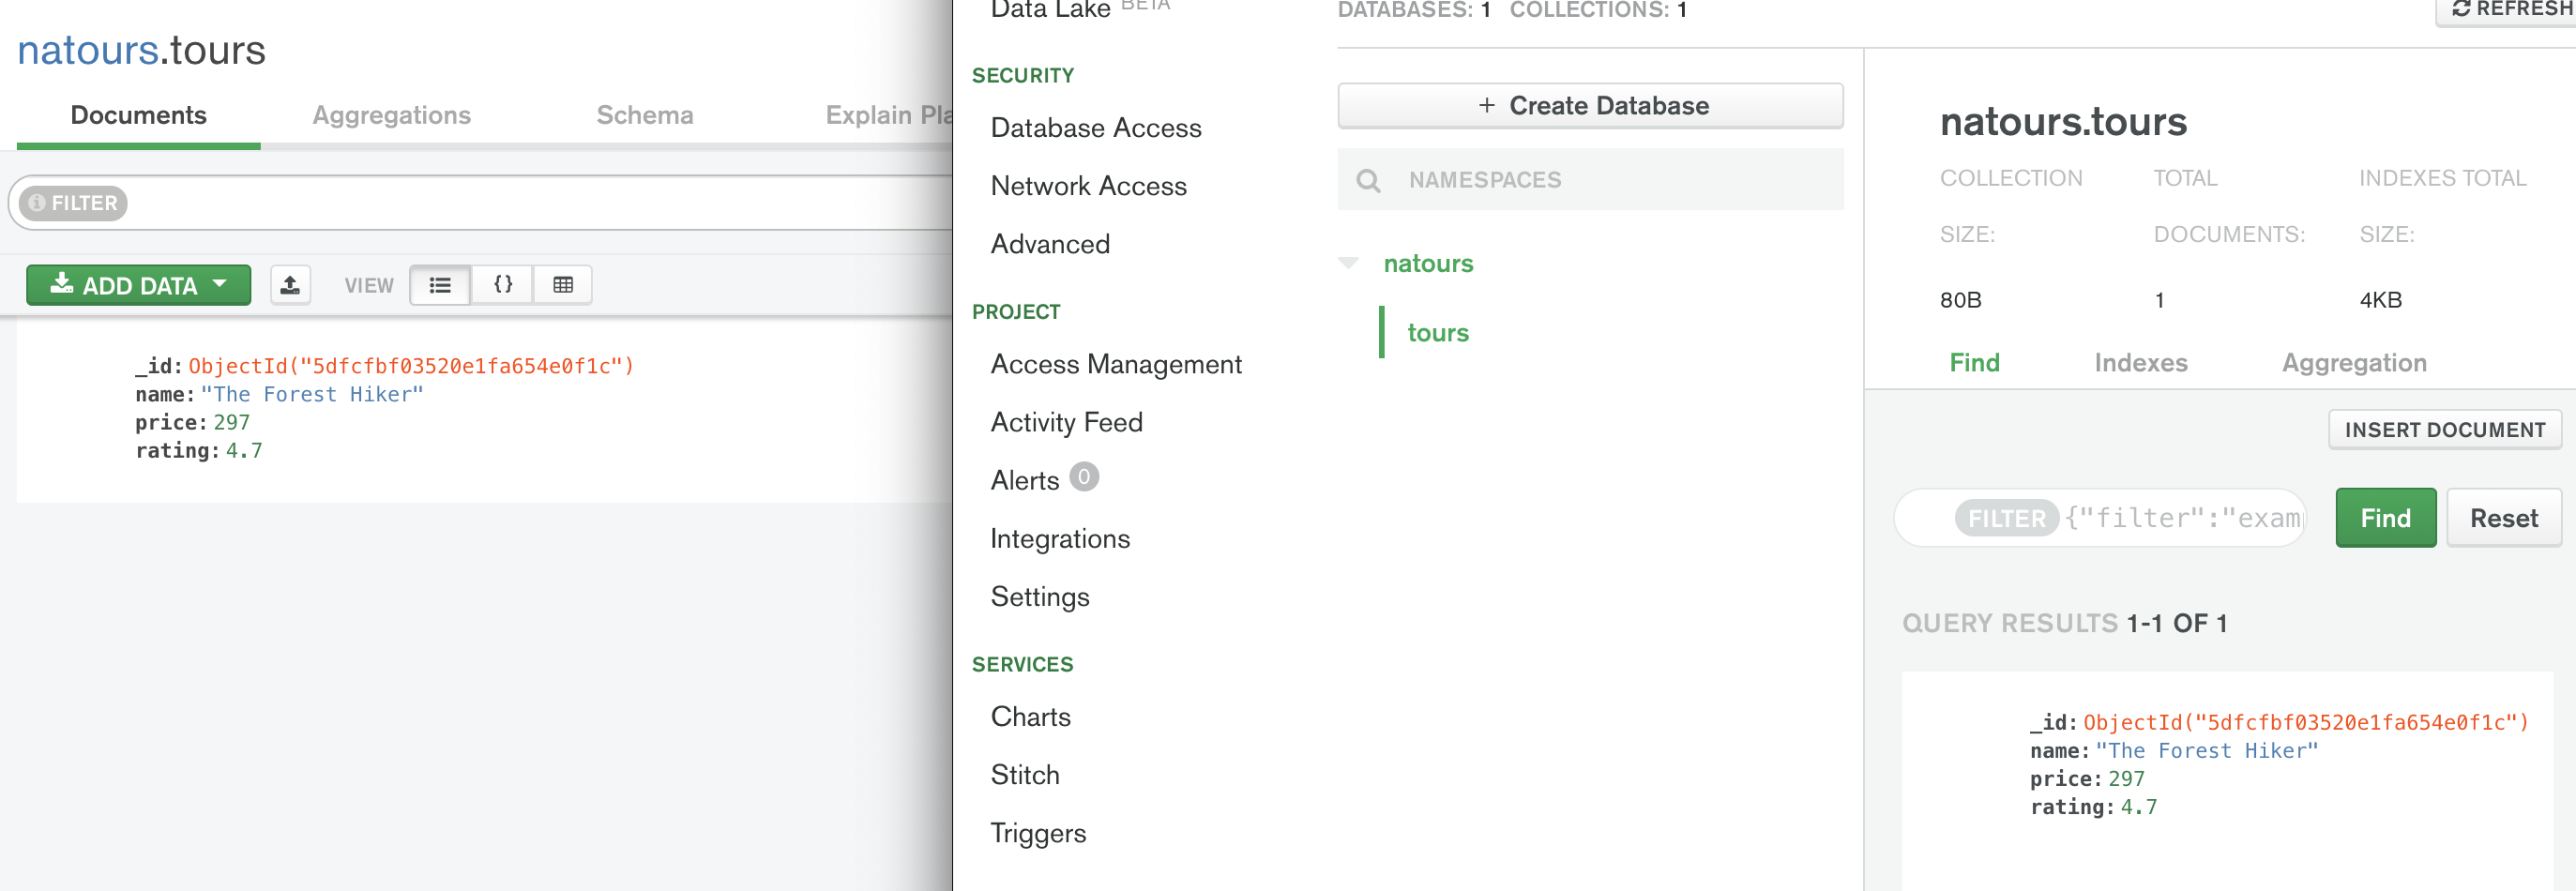 natours.tours
Documents Aggregations Schema Explain Pla
FILTER
ADD DATA VIEW {}
_id: ObjectId("5dfcfbf03520e1fa654e0f1c")
name: "The Forest Hiker"
price: 297
rating: 4.7
Data Lake BETA
SECURITY
Database Access
Network Access
Advanced
PROJECT
Access Management
Activity Feed
Alerts 0
Integrations
Settings
SERVICES
Charts
Stitch
Triggers
DATABASES: 1 COLLECTIONS: 1
REFRESH
+ Create Database
NAMESPACES
natours
tours
natours.tours
COLLECTION SIZE: TOTAL DOCUMENTS: INDEXES TOTAL SIZE:
80B 1 4KB
Find Indexes Aggregation
INSERT DOCUMENT
FILTER {"filter":"exam
Find Reset
QUERY RESULTS 1-1 OF 1
_id: ObjectId("5dfcfbf03520e1fa654e0f1c")
name: "The Forest Hiker"
price: 297
rating: 4.7